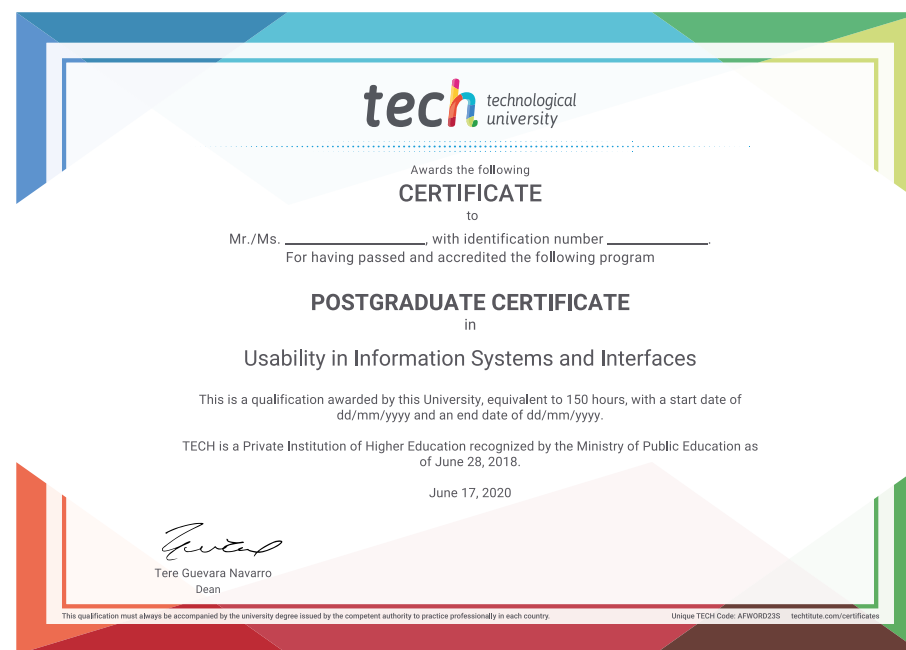 tech technological
university
Awards the following
CERTIFICATE
to
Mr./Ms. ____________________, with identification number ____________________.
For having passed and accredited the following program
POSTGRADUATE CERTIFICATE
in
Usability in Information Systems and Interfaces
This is a qualification awarded by this University, equivalent to 150 hours, with a start date of
dd/mm/yyyy and an end date of dd/mm/yyyy.
TECH is a Private Institution of Higher Education recognized by the Ministry of Public Education as
of June 28, 2018.
June 17, 2020
Tere Guevara Navarro
Dean
This qualification must always be accompanied by the university degree issued by the competent authority to practice professionally in each country.
Unique TECH Code: AFWORD23S techtitute.com/certificates